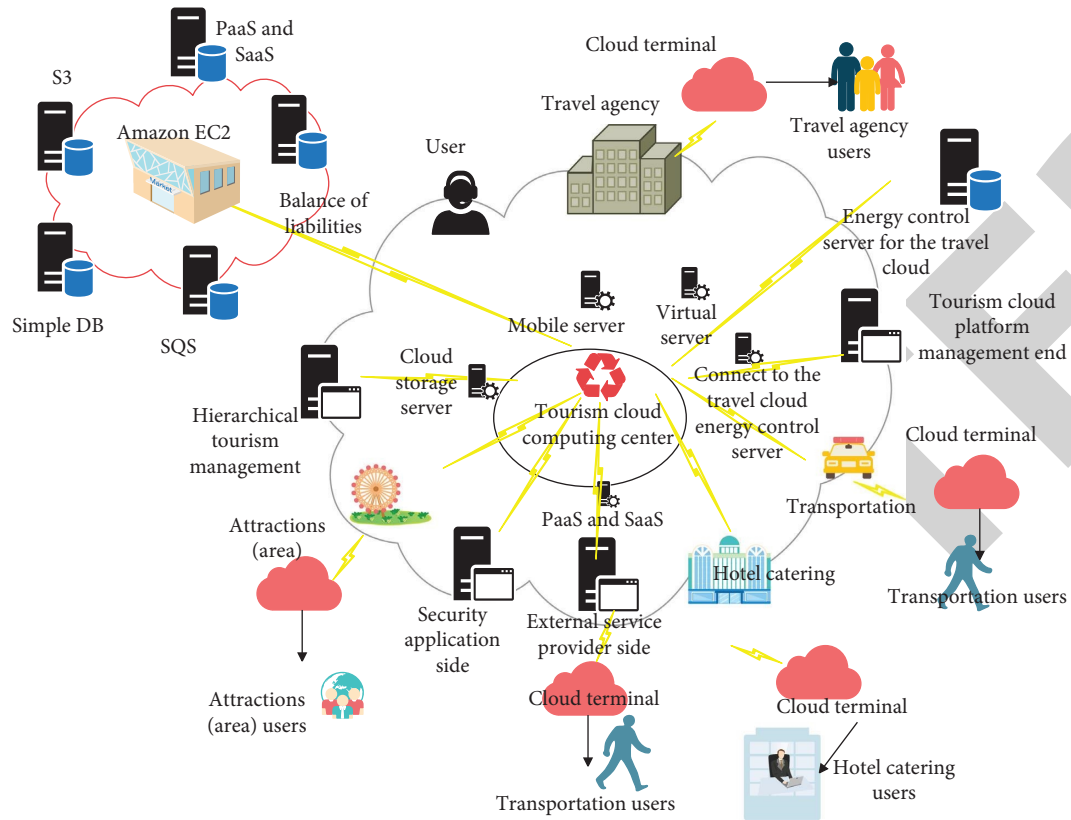 PaaS and
SaaS
S3
Amazon EC2
Market
Balance of
liabilities
Simple DB
SQS
User
Travel agency
Cloud terminal
Travel agency
users
Energy control
server for the travel
cloud
Tourism cloud
platform
management end
Mobile server
Virtual
server
Cloud
storage
server
Connect to the
travel cloud
energy control
server
Tourism cloud
computing center
Hierarchical
tourism
management
Attractions
(area)
Attractions
(area) users
Security
application
side
PaaS and SaaS
External service
provider side
Cloud terminal
Transportation users
Hotel catering
Cloud terminal
Hotel catering
users
Transportation
Cloud terminal
Transportation users